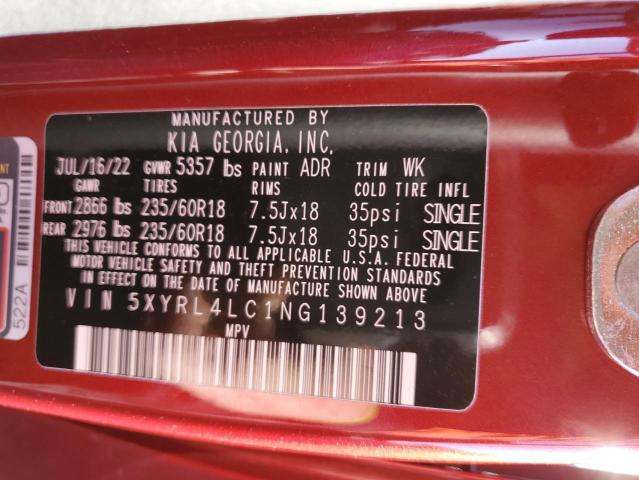 MANUFACTURED BY
KIA GEORGIA, INC.
JUL/16/22 GVWR 5357 lbs PAINT ADR TRIM WK
GAWR TIRES RIMS COLD TIRE INFL
FRONT 2866 lbs 235/60R18 7.5Jx18 35psi SINGLE
REAR 2976 lbs 235/60R18 7.5Jx18 35psi SINGLE
THIS VEHICLE CONFORMS TO ALL APPLICABLE U.S.A. FEDERAL
MOTOR VEHICLE SAFETY AND THEFT PREVENTION STANDARDS
IN EFFECT ON THE DATE OF MANUFACTURE SHOWN ABOVE.
VIN 5XYRL4LC1NG139213
MPV
522A